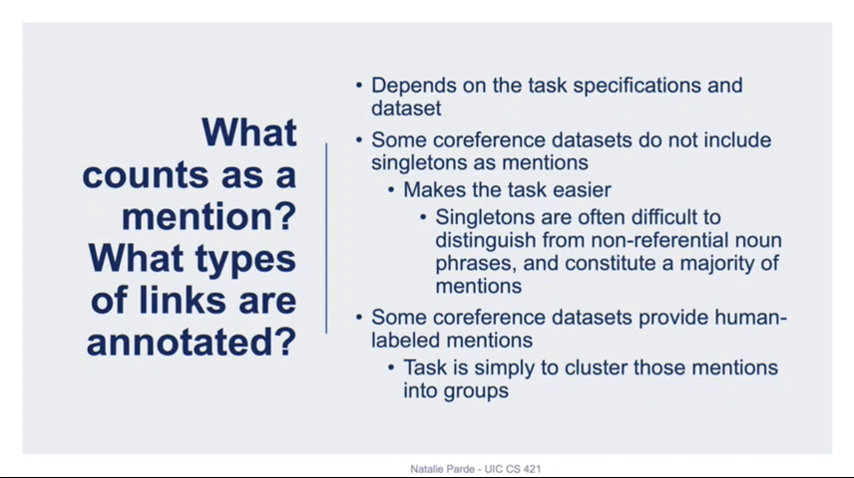 What
counts as a
mention?
What types
of links are
annotated?
• Depends on the task specifications and
dataset
• Some coreference datasets do not include
singletons as mentions
• Makes the task easier
• Singletons are often difficult to
distinguish from non-referential noun
phrases, and constitute a majority of
mentions
• Some coreference datasets provide human-
labeled mentions
• Task is simply to cluster those mentions
into groups
Natalie Parde - UIC CS 421